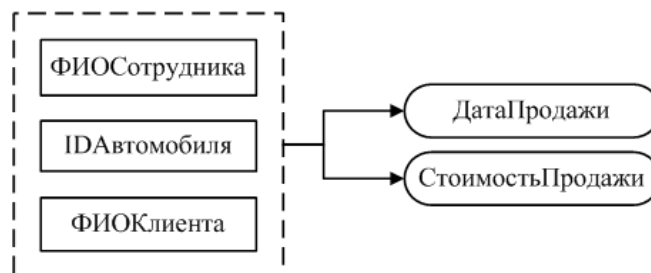 ФИОСотрудника
IDАвтомобиля
ФИОКлиента
ДатаПродажи
СтоимостьПродажи